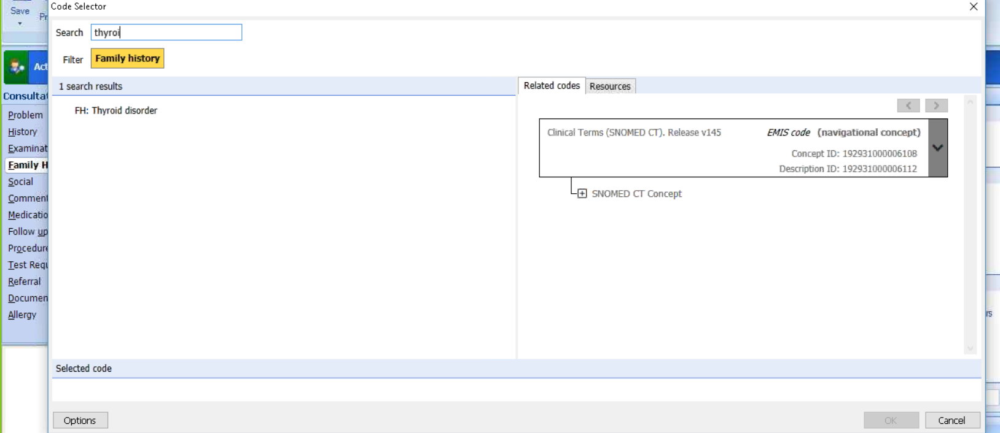 Code Selector
Save
Pr
Search thyroi
Filter Family history
Act
1 search results
Related codes Resources
Consultat
FH: Thyroid disorder
Problem
History
Examinat
Family H
Social
Comment
Medicatio
Follow up
Procedure
Test Requ
Referral
Documen
Allergy
Clinical Terms (SNOMED CT). Release v145 EMIS code (navigational concept)
Concept ID: 192931000006108
Description ID: 192931000006112
SNOMED CT Concept
rs
Selected code
Options OK Cancel